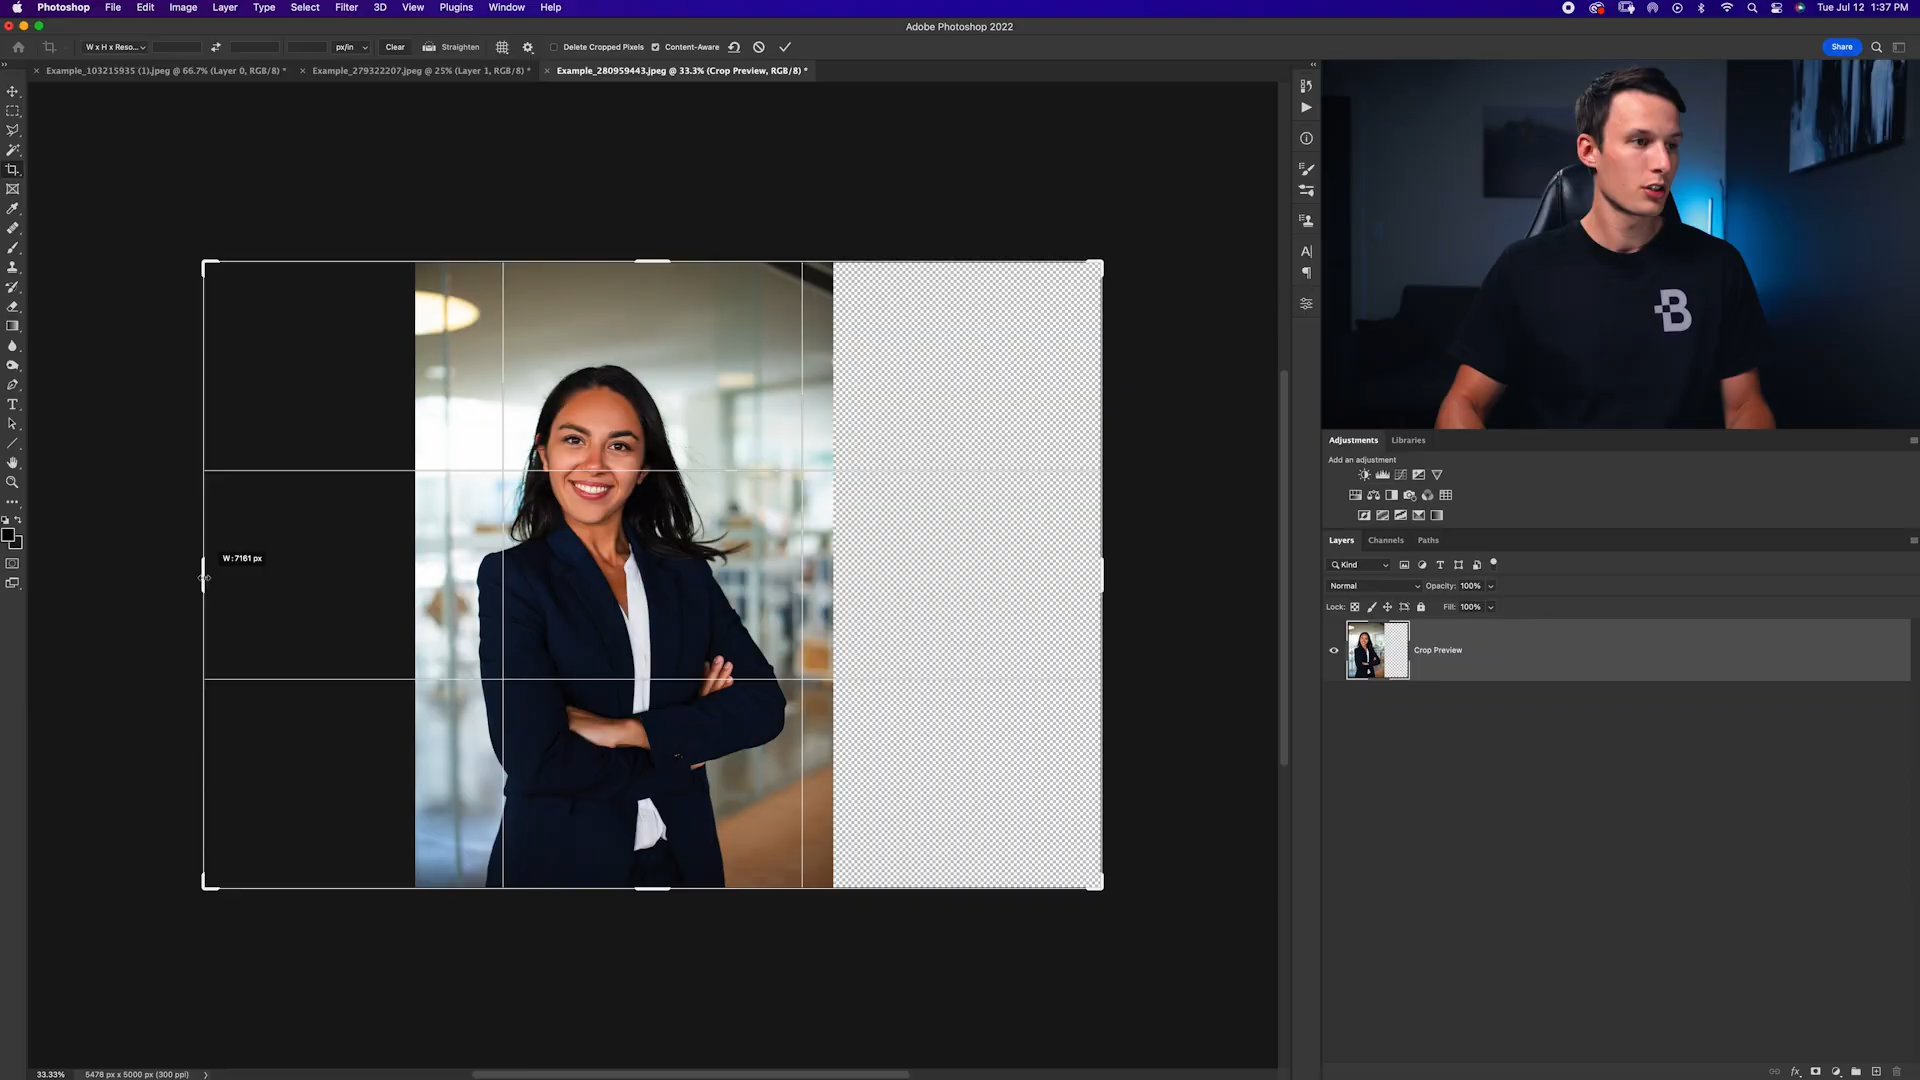 Photoshop File Edit Image Layer Type Select Filter 3D View Plugins Window Help Tue Jul 12 1:37 PM
Adobe Photoshop 2022
W x H x Reso... px/in Clear Straighten Delete Cropped Pixels Content-Aware Share
Example_103215935 (1).jpeg @ 66.7% (Layer 0, RGB/8) * Example_279322207.jpeg @ 25% (Layer 1, RGB/8) * Example_280959443.jpeg @ 33.3% (Crop Preview, RGB/8) *
B
W: 7161 px
Adjustments Libraries
Add an adjustment
Layers Channels Paths
Kind
Normal Opacity: 100%
Lock: Fill: 100%
Crop Preview
33.33% 5478 px x 5000 px (300 ppi)